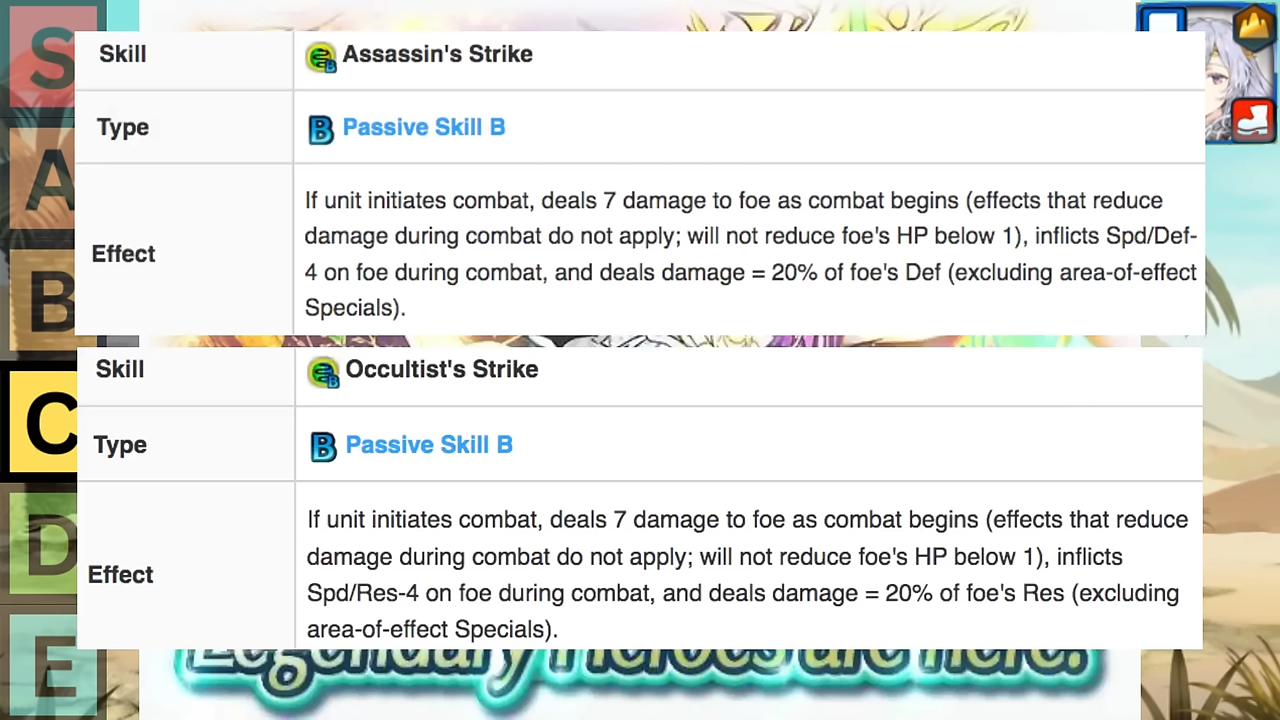 S
A
B
C
D
E
Skill
Assassin's Strike
Type
B
Passive Skill B
Effect
If unit initiates combat, deals 7 damage to foe as combat begins (effects that reduce
damage during combat do not apply; will not reduce foe's HP below 1), inflicts Spd/Def-
4 on foe during combat, and deals damage = 20% of foe's Def (excluding area-of-effect
Specials).
Skill
Occultist's Strike
Type
B
Passive Skill B
Effect
If unit initiates combat, deals 7 damage to foe as combat begins (effects that reduce
damage during combat do not apply; will not reduce foe's HP below 1), inflicts
Spd/Res-4 on foe during combat, and deals damage = 20% of foe's Res (excluding
area-of-effect Specials).
Legendary Heroes are here!